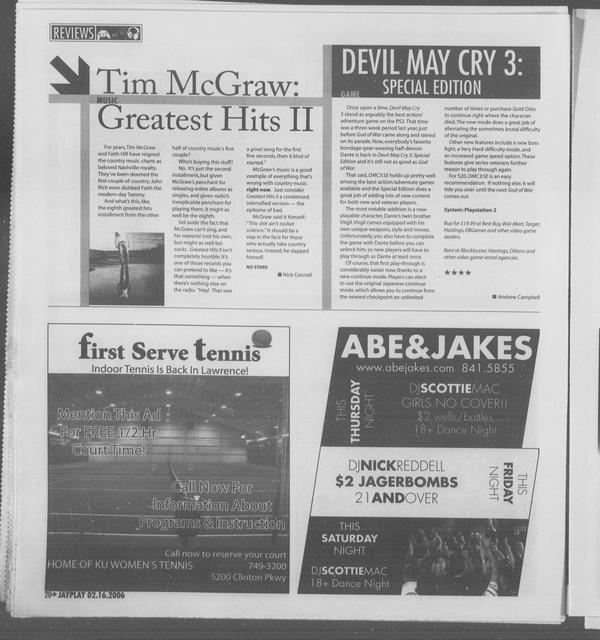 REVIEWS
Tim McGraw:
MUSIC
Greatest Hits II
For years, Tim McGraw
and Faith Hill have reigned
the country music charts as
beloved Nashville royalty.
They've been deemed the
first couple of country; John
Rich even dubbed Faith the
modern-day Tammy.
And what's this, like,
the eighth greatest hits
installment from the other
half of country music's first
couple?
Who's buying this stuff?
No. It's just the second
installment, but given
McGraw's penchant for
releasing entire albums as
singles, and given radio's
inexplicable penchant for
playing them, it might as
well be the eighth.
Set aside the fact that
McGraw can't sing, and
his material (not his own,
but might as well be)
sucks. Greatest Hits II isn't
completely horrible. It's
one of those records you
can pretend to like — it's
that something — when
there's nothing else on
the radio. "Hey! That was
a good song for the first
five seconds, then it kind of
started."
McGraw's music is a good
example of everything that's
wrong with country music
right now. Just consider
Greatest Hits II a condensed,
intensified version — the
epitome of bad.
McGraw said it himself:
"This shit ain't rocket
science." It should be a
slap in the face for those
who actually take country
serious. Instead, he slapped
himself.
NO STARS
■ Nick Connell
DEVIL MAY CRY 3:
SPECIAL EDITION
GAME
Once upon a time, Devil May Cry
3 stood as arguably the best action/
adventure game on the PS2. That time
was a three-week period last year, just
before God of War came along and rained
on its parade. Now, everybody's favorite
bondage-gear-wearing half-demon
Dante is back in Devil May Cry 3: Special
Edition and it's still not as good as God
of War.
That said, DMC3:SE holds up pretty well
among the best action/adventure games
available and the Special Edition does a
great job of adding lots of new content
for both new and veteran players.
The most notable addition is a new
playable character, Dante's twin brother
Virgil. Virgil comes equipped with his
own unique weapons, style and moves.
Unfortunately, you also have to complete
the game with Dante before you can
unlock him, so new players will have to
play through as Dante at least once.
Of course, that first play-through is
considerably easier now, thanks to a
new continue mode. Players can elect
to use the original Japanese continue
mode, which allows you to continue from
the nearest checkpoint an unlimited
number of times or purchase Gold Orbs
to continue right where the character
died. The new mode does a great job of
alleviating the sometimes brutal difficulty
of the original.
Other new features include a new boss
fight, a Very Hard difficulty mode, and
an increased game speed option. These
features give series veterans further
reason to play through again.
For $20, DMC3:SE is an easy
recommendation. If nothing else, it will
tide you over until the next God of War
comes out.
System: Playstation 2
Buy for $19.99 at Best Buy, Wal-Mart, Target,
Hastings, EBGames and other video game
dealers.
Rent at Blockbuster, Hastings, Dillons and
other video game rental agencies.
★★★★
■ Andrew Campbell
first Serve tennis
Indoor Tennis Is Back In Lawrence!
Mention This Ad
For FREE 1/2 Hr.
Court Time!
Call Now For
Information About
Programs & Instruction
Call now to reserve your court
HOME OF KU WOMEN'S TENNIS 749-3200
5200 Clinton Pkwy
ABE&JAKES
www.abejakes.com 841.5855
THIS
THURSDAY
NIGHT
DJSCOTTIEMAC
GIRLS NO COVER!!
$2 wells/bottles
18+ Dance Night
DJNICKREDDELL
$2 JAGERBOMBS
21ANDOVER
THIS
FRIDAY
NIGHT
THIS
SATURDAY
NIGHT
DJSCOTTIEMAC
18+ Dance Night
20 JAYPLAY 02.16.2006